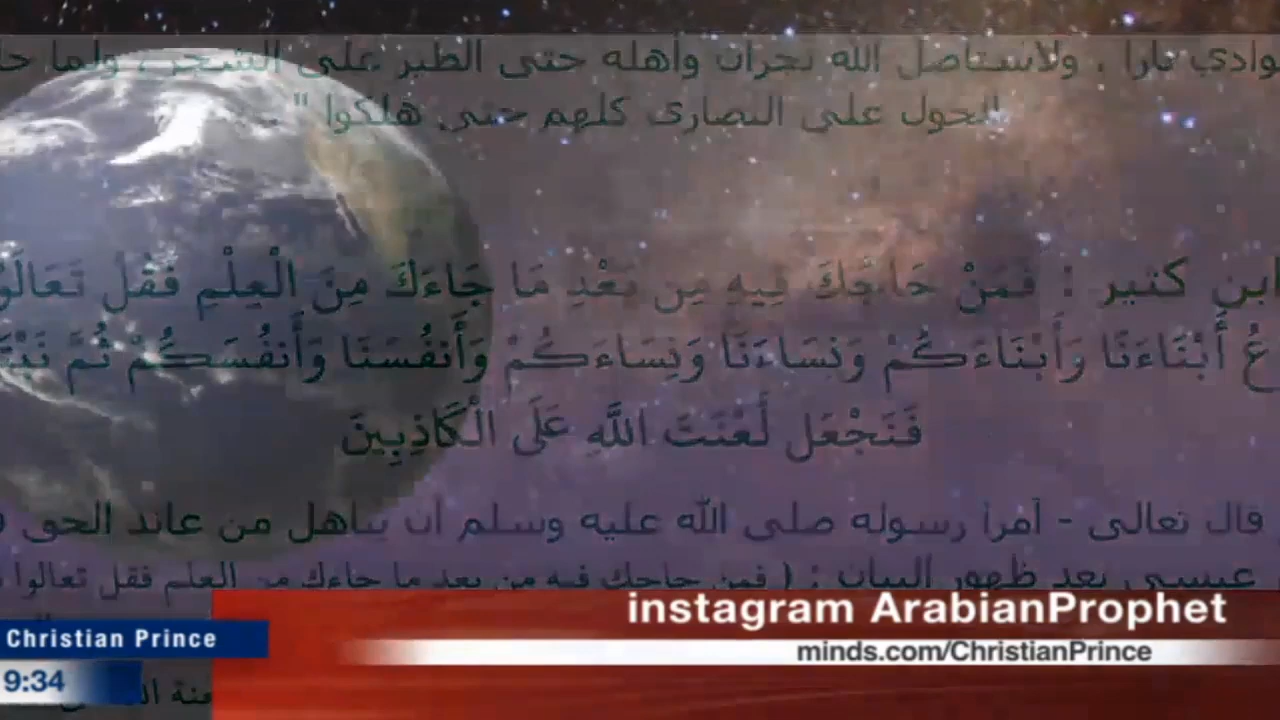 نارا ، ولاستأصل الله نجران وأهله حتى الطير على الشجر ، ولما
الحول على النصارى كلهم حتى هلكوا "
ابن كثير : فَمَنْ حَاجَّكَ فِيهِ مِن بَعْدِ مَا جَاءَكَ مِنَ الْعِلْمِ فَقُلْ
أَبْنَاءَنَا وَأَبْنَاءَكُمْ وَنِسَاءَنَا وَنِسَاءَكُمْ وَأَنفُسَنَا وَأَنفُسَكُمْ ثُمَّ
فَنَجْعَل لَّعْنَتَ اللَّهِ عَلَى الْكَاذِبِينَ
قال تعالى - آمرا رسوله صلى الله عليه وسلم أن يباهل من عاند الحق
عيسى بعد ظهور البيان : ( فمن حاجك فيه من بعد ما جاءك من العلم فقل تعالوا
instagram ArabianProphet
Christian Prince
minds.com/ChristianPrince
9:34